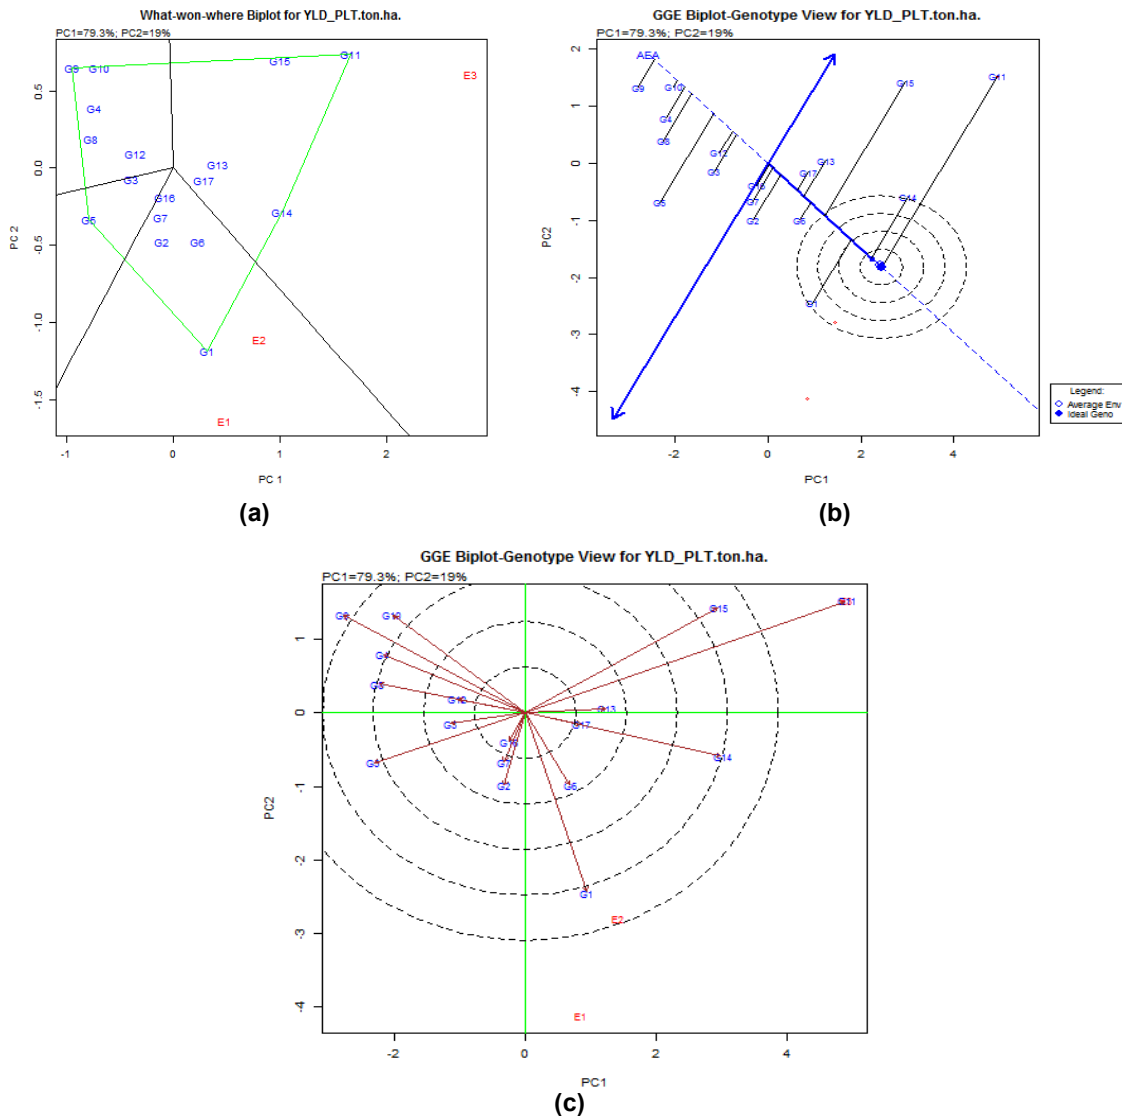 What-won-where Biplot for YLD_PLT.ton.ha.
PC1=79.3%; PC2=19%
G9 G10 G15 G11 E3
G4
G8
G12
G3 G13
G17
G16
G5 G7 G14
G2 G6
G1 E2
E1
0.5
0.0
-0.5
-1.0
-1.5
PC 2
-1 0 1 2
PC 1
(a)
GGE Biplot-Genotype View for YLD_PLT.ton.ha.
PC1=79.3%; PC2=19%
AEA
G9 G10 G15 G11
G4
G8
G12 G13
G3 G17
G16
G5 G7 G14
G2 G6
G1
2
1
0
-1
-2
-3
-4
PC2
-2 0 2 4
PC1
Legend:
Average Env
Ideal Geno
(b)
GGE Biplot-Genotype View for YLD_PLT.ton.ha.
PC1=79.3%; PC2=19%
G9 G10 G15
G4
G8
G12 G13
G3 G17
G16
G5 G7 G14
G2 G6
G1
E2
E1
1
0
-1
-2
-3
-4
PC2
-2 0 2 4
PC1
(c)